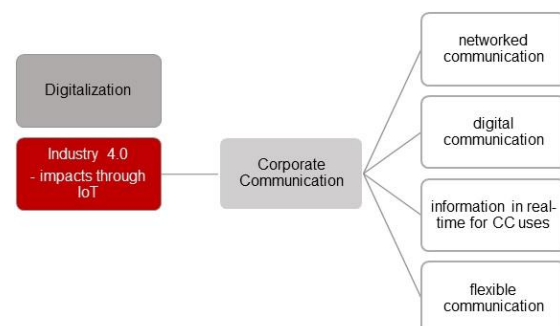 Digitalization
Industry 4.0
- impacts through
IoT
Corporate
Communication
networked
communication
digital
communication
information in real-
time for CC uses
flexible
communication